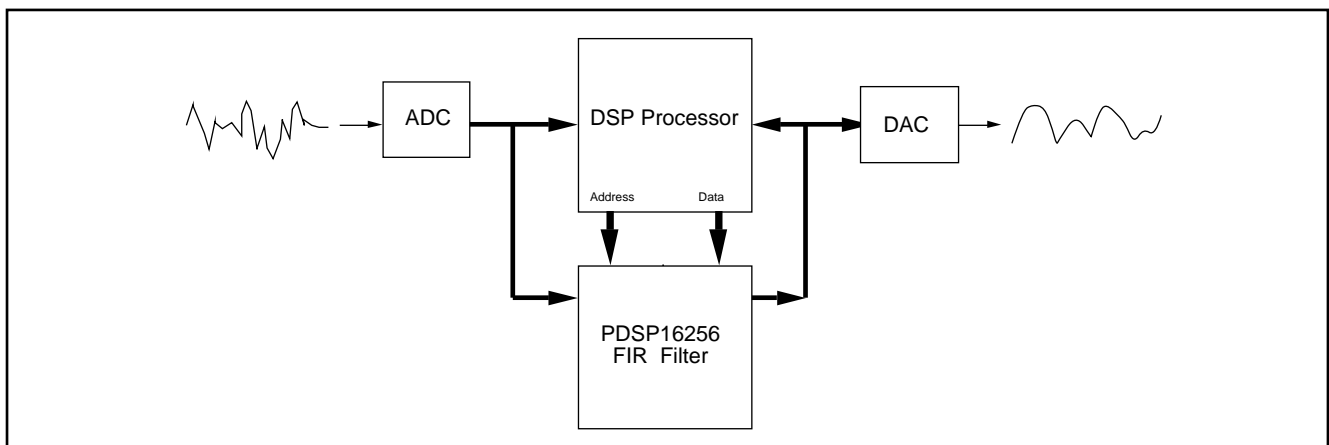 ADC
DSP Processor
DAC
Address
Data
PDSP16256
FIR Filter